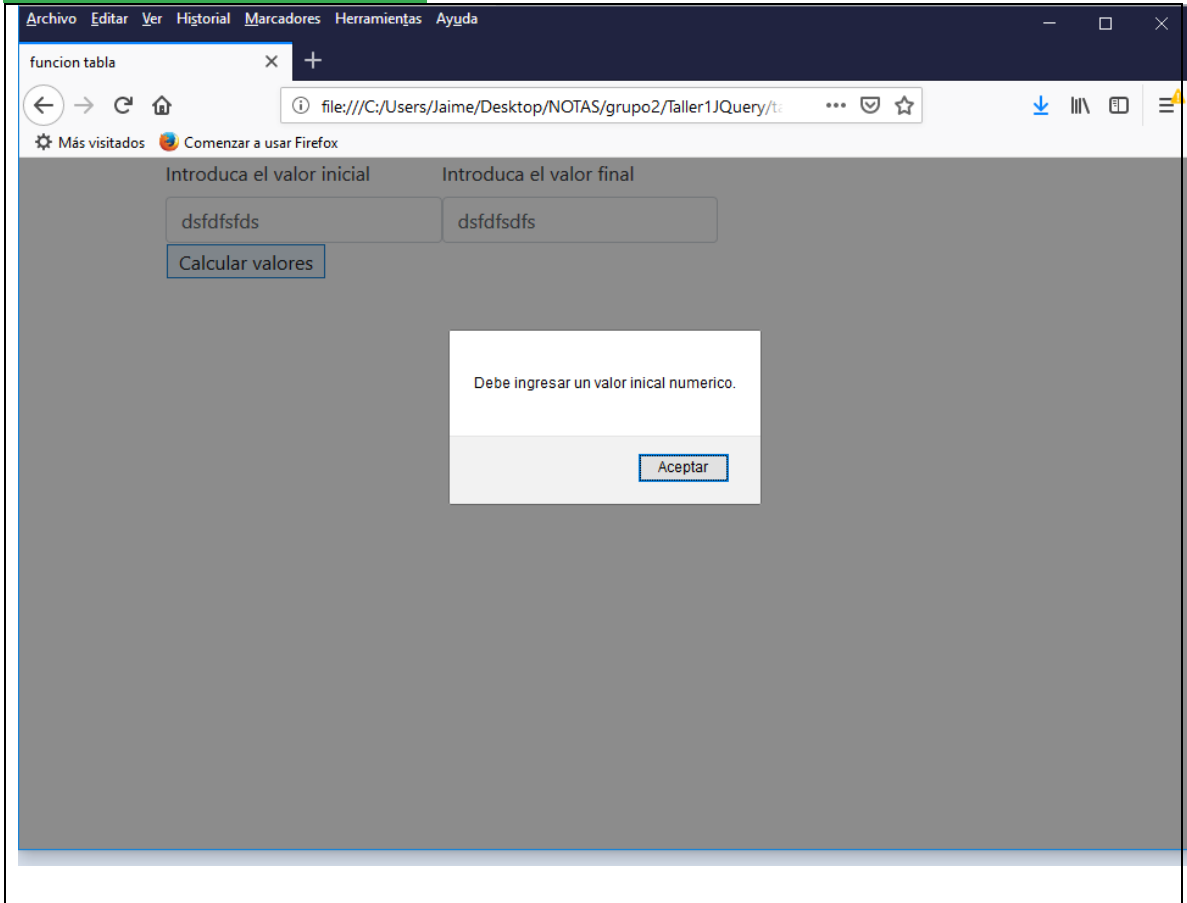 Archivo Editar Ver Historial Marcadores Herramientas Ayuda
funcion tabla
file:///C:/Users/Jaime/Desktop/NOTAS/grupo2/Taller1JQuery/ta
Más visitados Comenzar a usar Firefox
Introduca el valor inicial Introduca el valor final
dsfdfsfds dsfdfsdfs
Calcular valores
Debe ingresar un valor inical numerico.
Aceptar